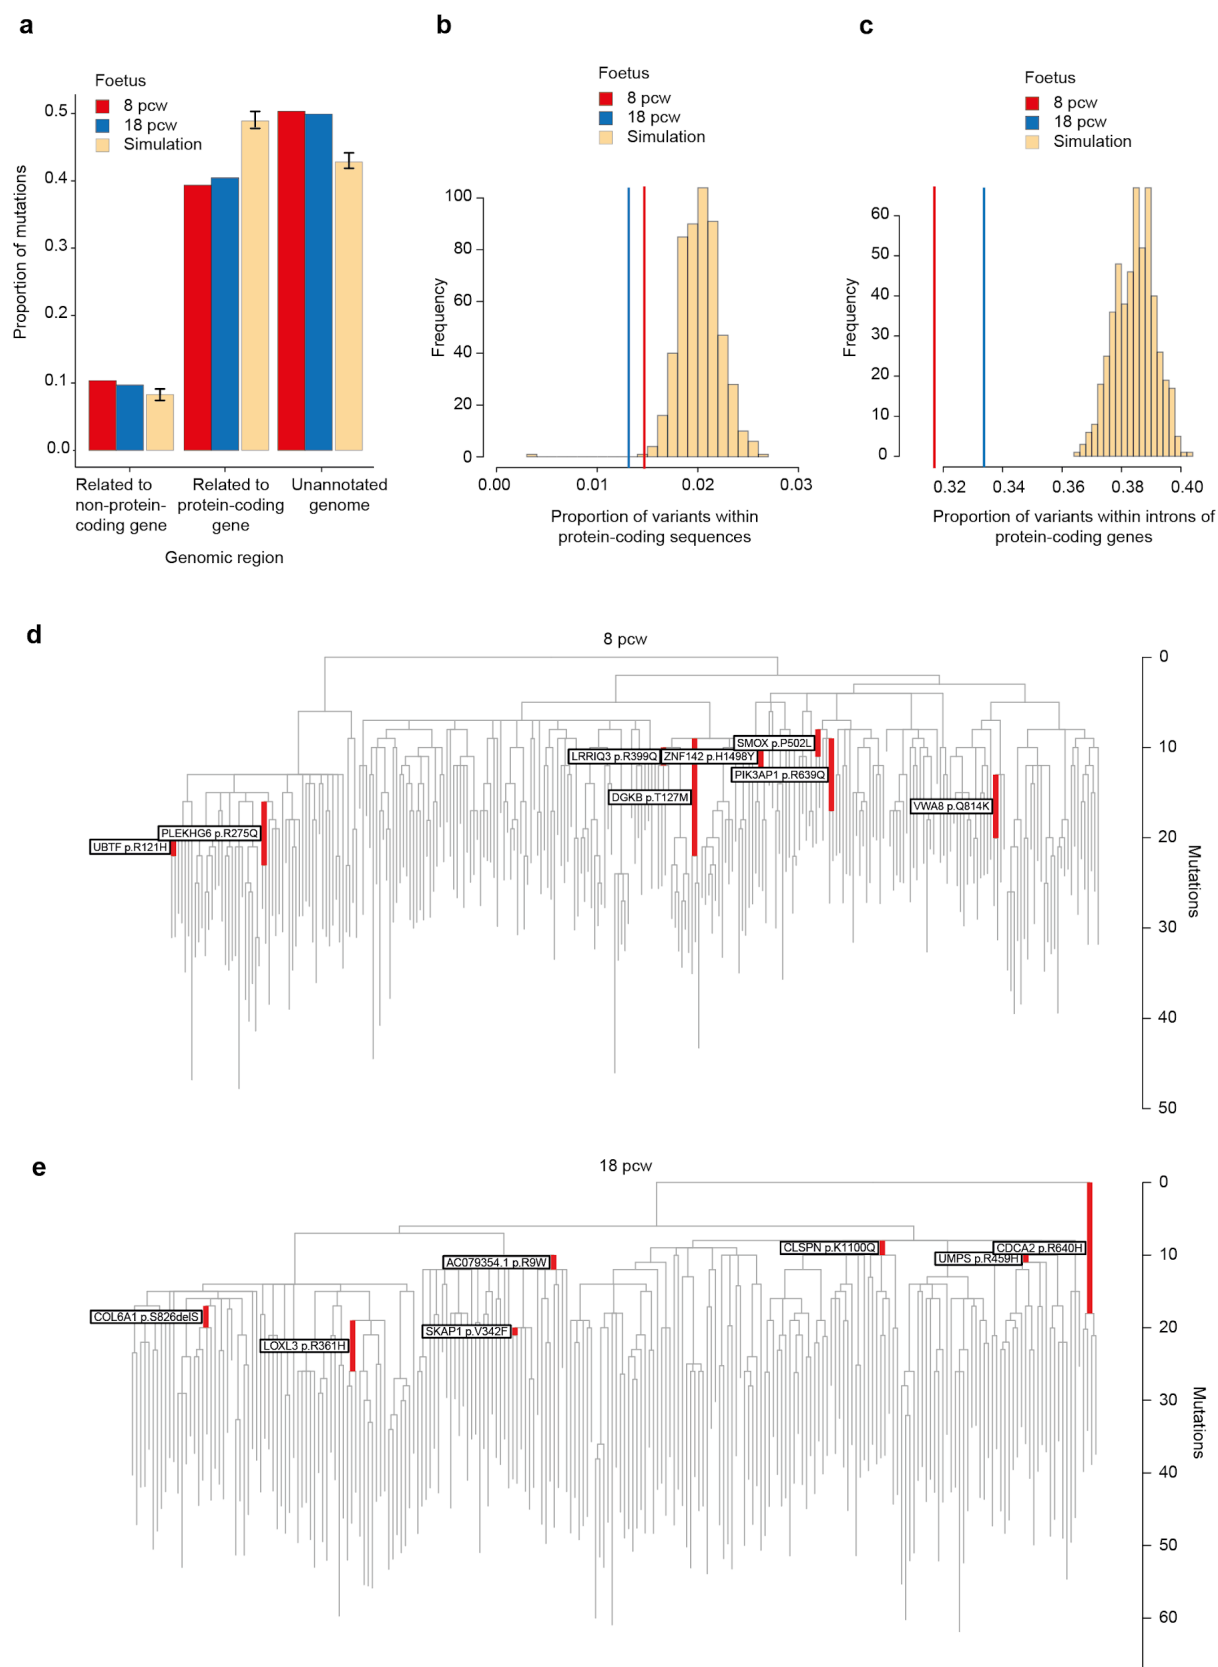 a
Foetus
8 pcw
18 pcw
Simulation
0.5
0.4
0.3
0.2
0.1
0.0
Proportion of mutations
Related to
non-protein-
coding gene
Related to
protein-coding
gene
Unannotated
genome
Genomic region
b
Foetus
8 pcw
18 pcw
Simulation
100
80
60
40
20
0
Frequency
0.00
0.01
0.02
0.03
Proportion of variants within
protein-coding sequences
c
Foetus
8 pcw
18 pcw
Simulation
60
50
40
30
20
10
0
Frequency
0.32
0.34
0.36
0.38
0.40
Proportion of variants within introns of
protein-coding genes
d
8 pcw
0
10
20
30
40
50
Mutations
SMOX p.P502L
LRRIQ3 p.R399Q
ZNF142 p.H1498Y
PIK3AP1 p.R639Q
DGKB p.T127M
VWA8 p.Q814K
PLEKHG6 p.R275Q
UBTF p.R121H
e
18 pcw
0
10
20
30
40
50
60
Mutations
CLSPN p.K1100Q
CDCA2 p.R640H
UMPS p.R459H
AC079354.1 p.R9W
COL6A1 p.S826delS
SKAP1 p.V342F
LOXL3 p.R361H